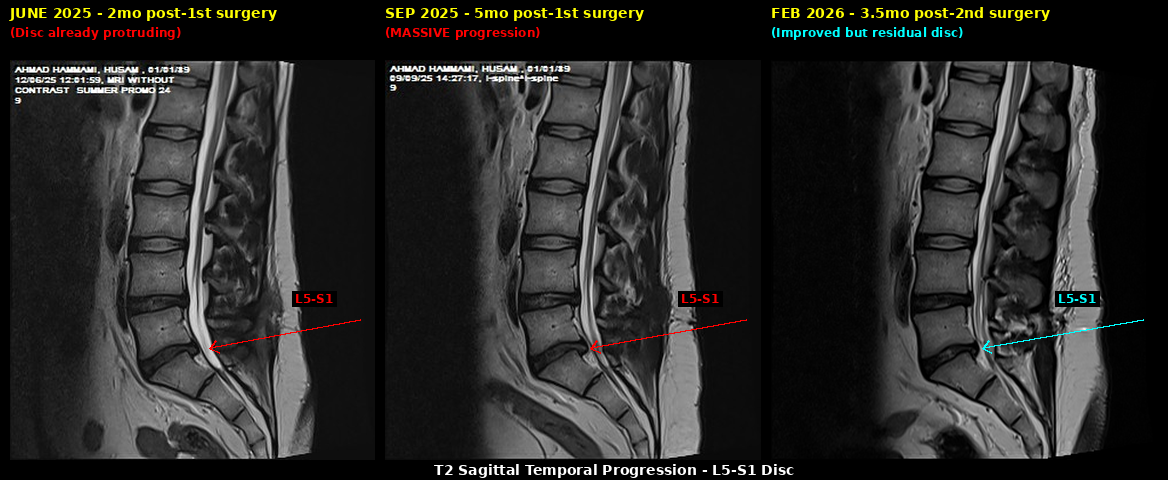 JUNE 2025 - 2mo post-1st surgery
(Disc already protruding)
AHMAD HAMMAMI, HUSAM , 01/01/89
12/06/25 12:01:59, MRI WITHOUT
CONTRAST SUMMER PROMO 24
9
L5-S1
SEP 2025 - 5mo post-1st surgery
(MASSIVE progression)
AHMAD HAMMAMI, HUSAM , 01/01/89
09/09/25 14:27:17, l-spine^l-spine
9
L5-S1
FEB 2026 - 3.5mo post-2nd surgery
(Improved but residual disc)
L5-S1
T2 Sagittal Temporal Progression - L5-S1 Disc